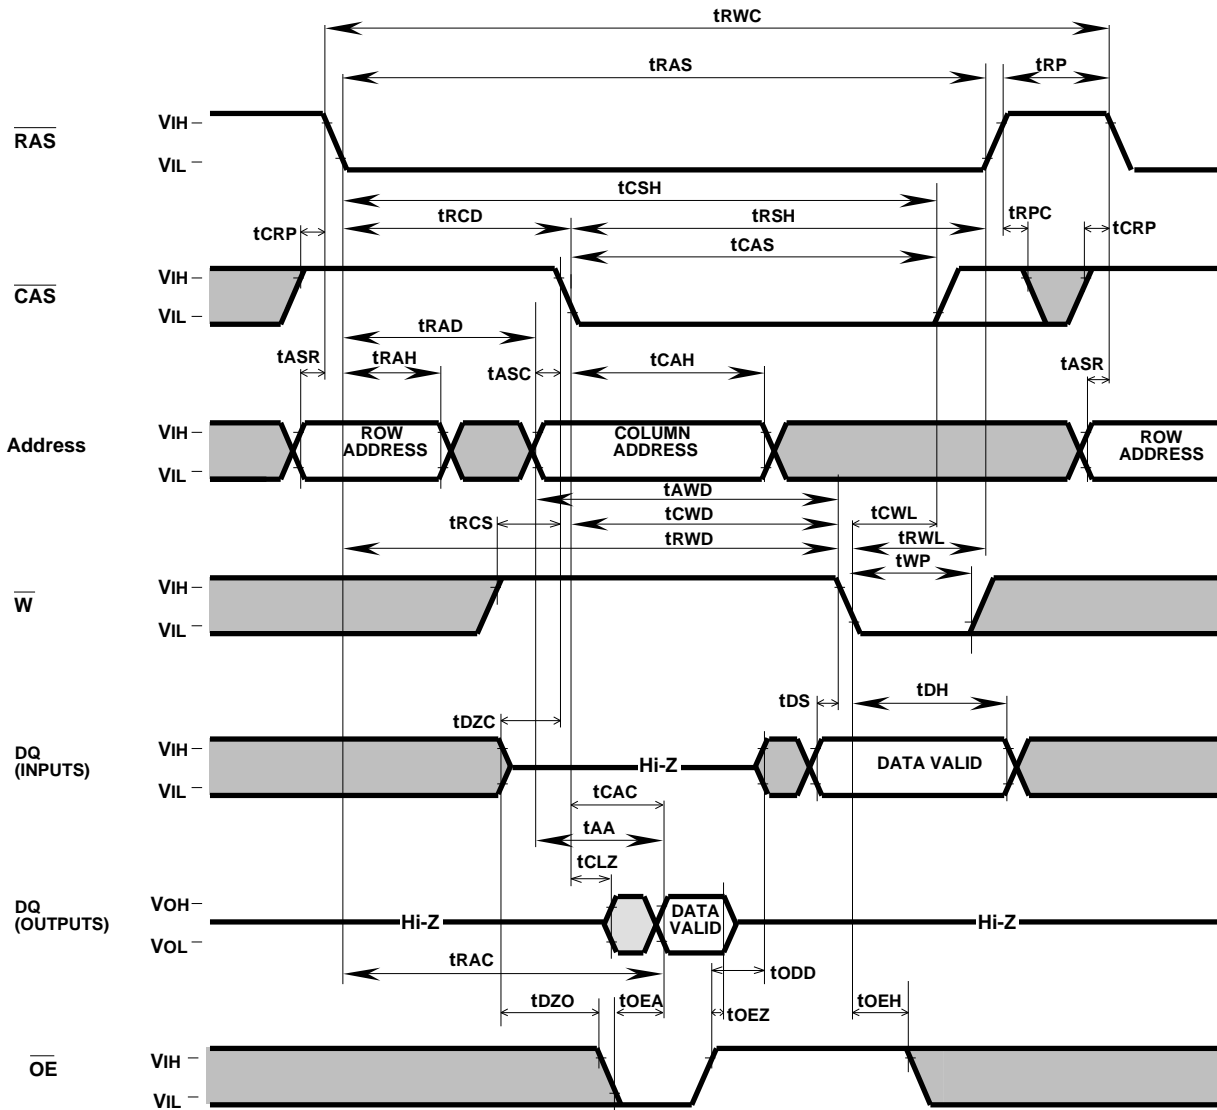 tRWC
tRAS
tRP
RAS
VIH
VIL
tCSH
tRCD
tRSH
tCRP
tRPC
tCRP
tCAS
CAS
VIH
VIL
tRAD
tASR
tRAH
tASC
tCAH
tASR
Address
VIH
VIL
ROW
ADDRESS
COLUMN
ADDRESS
ROW
ADDRESS
tAWD
tRCS
tCWD
tCWL
tRWD
tRWL
tWP
W
VIH
VIL
tDS
tDH
tDZC
DQ
(INPUTS)
VIH
VIL
Hi-Z
DATA VALID
tCAC
tAA
tCLZ
DQ
(OUTPUTS)
VOH
VOL
Hi-Z
DATA
VALID
Hi-Z
tRAC
tODD
tDZO
tOEA
tOEZ
tOEH
OE
VIH
VIL